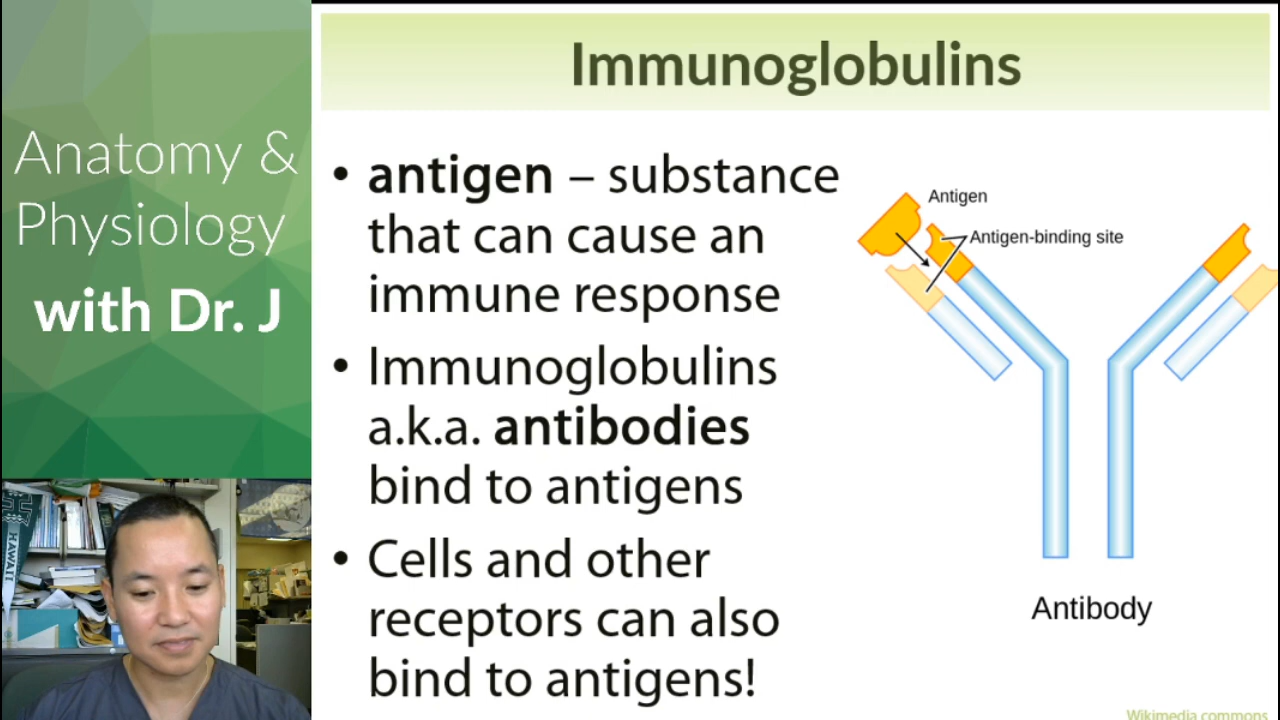 Anatomy &
Physiology
with Dr. J
HAWAII
Immunoglobulins
• antigen – substance
that can cause an
immune response
• Immunoglobulins
a.k.a. antibodies
bind to antigens
• Cells and other
receptors can also
bind to antigens!
Antigen
Antigen-binding site
Antibody
Wikimedia commons